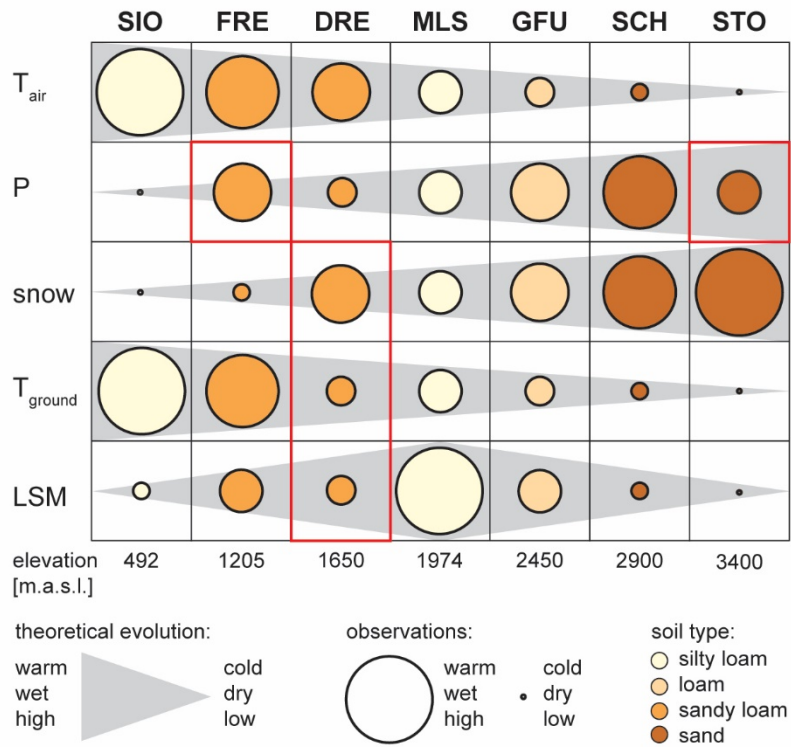 SIO FRE DRE MLS GFU SCH STO
T_air
P
snow
T_ground
LSM
elevation 492 1205 1650 1974 2450 2900 3400
[m.a.s.l.]
theoretical evolution: observations: soil type:
warm cold warm cold silty loam
wet dry wet dry loam
high low high low sandy loam
sand